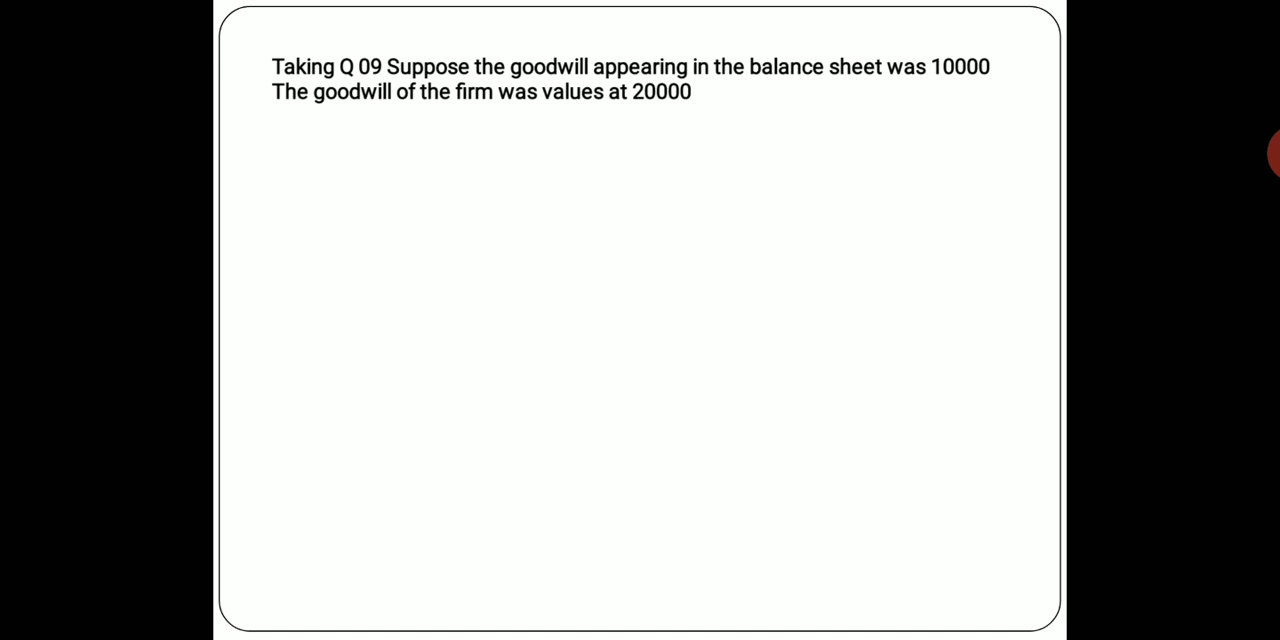 Taking Q 09 Suppose the goodwill appearing in the balance sheet was 10000
The goodwill of the firm was values at 20000